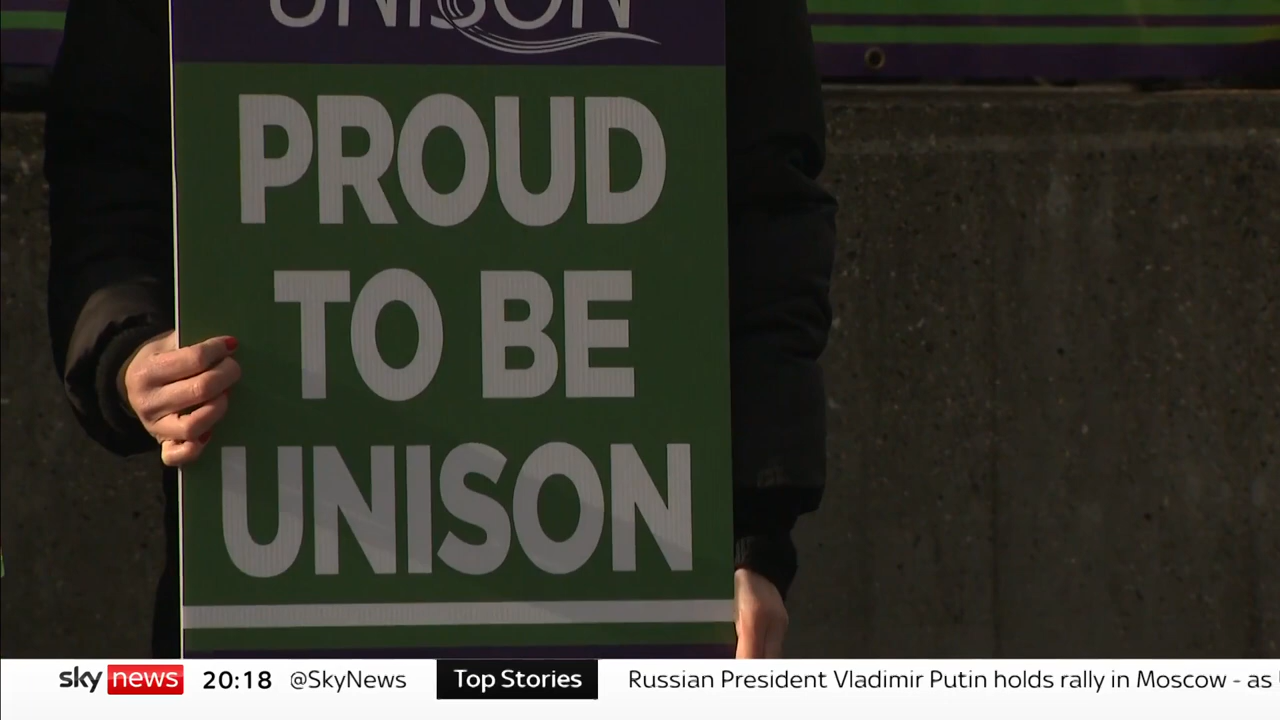 UNISON
PROUD
TO BE
UNISON
sky news 20:18 @SkyNews Top Stories Russian President Vladimir Putin holds rally in Moscow - as